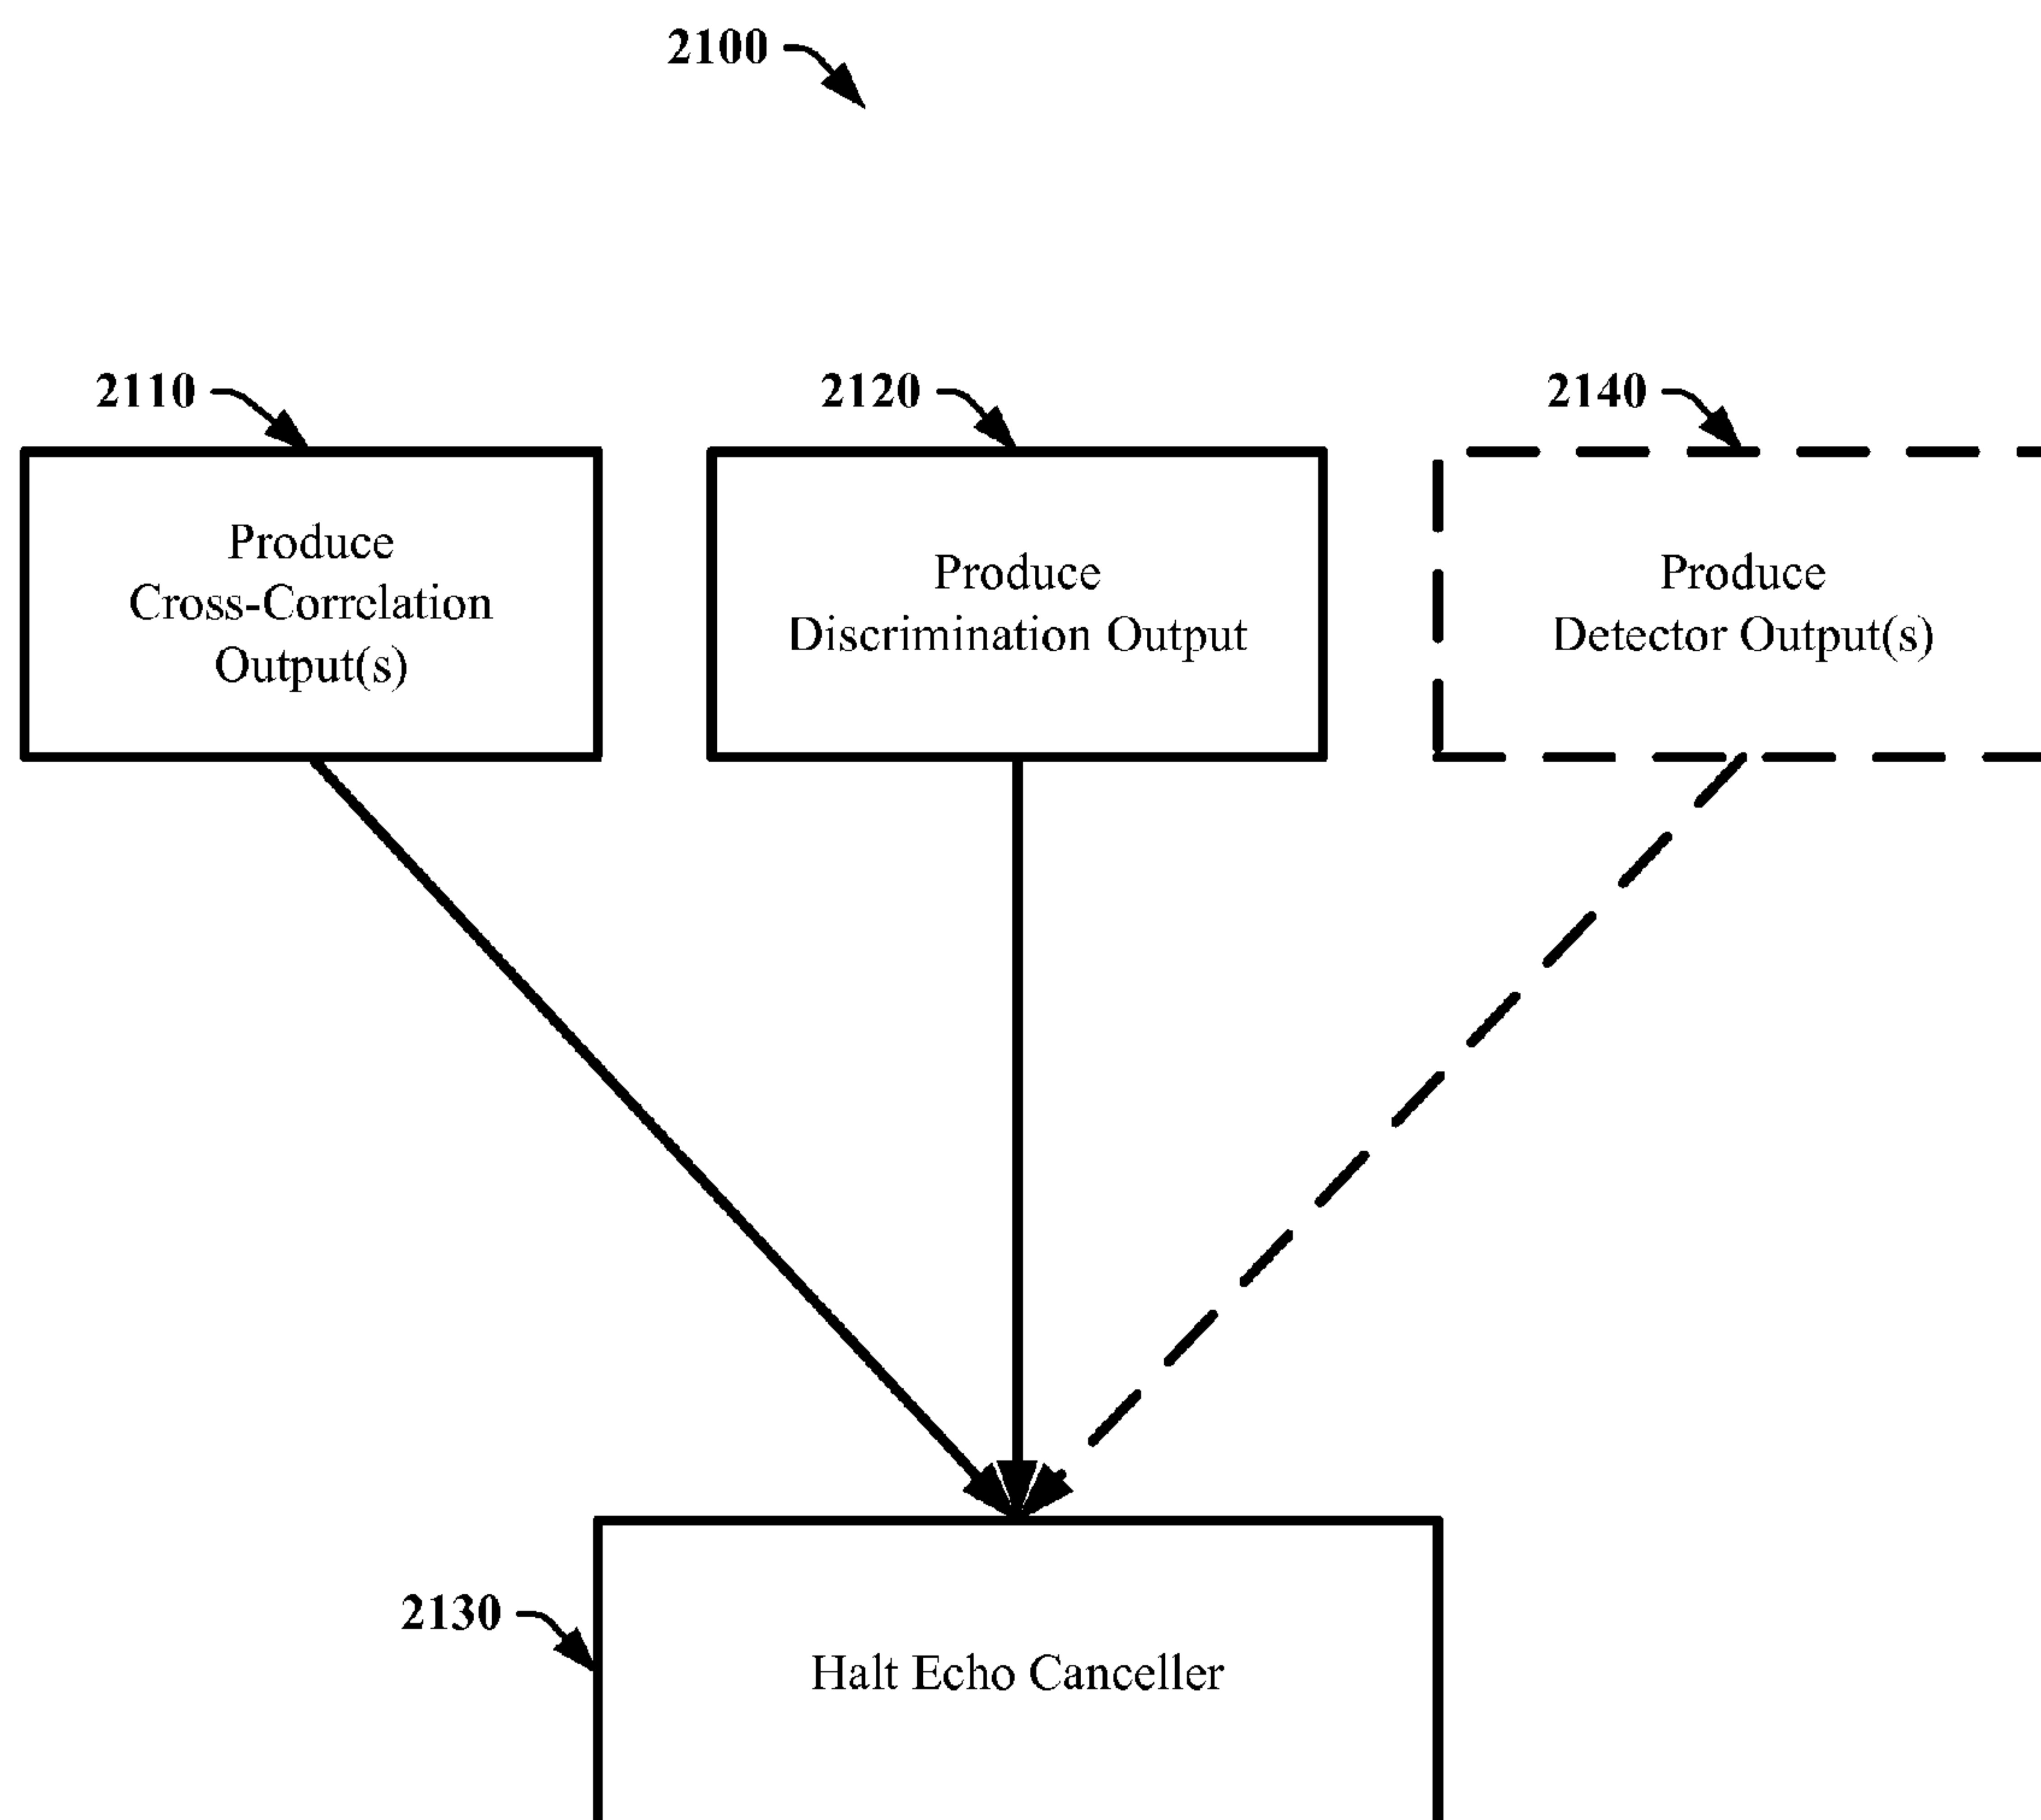 2100
2110
2120
2140
Produce
Cross-Correlation
Output(s)
Produce
Discrimination Output
Produce
Detector Output(s)
2130
Halt Echo Canceller